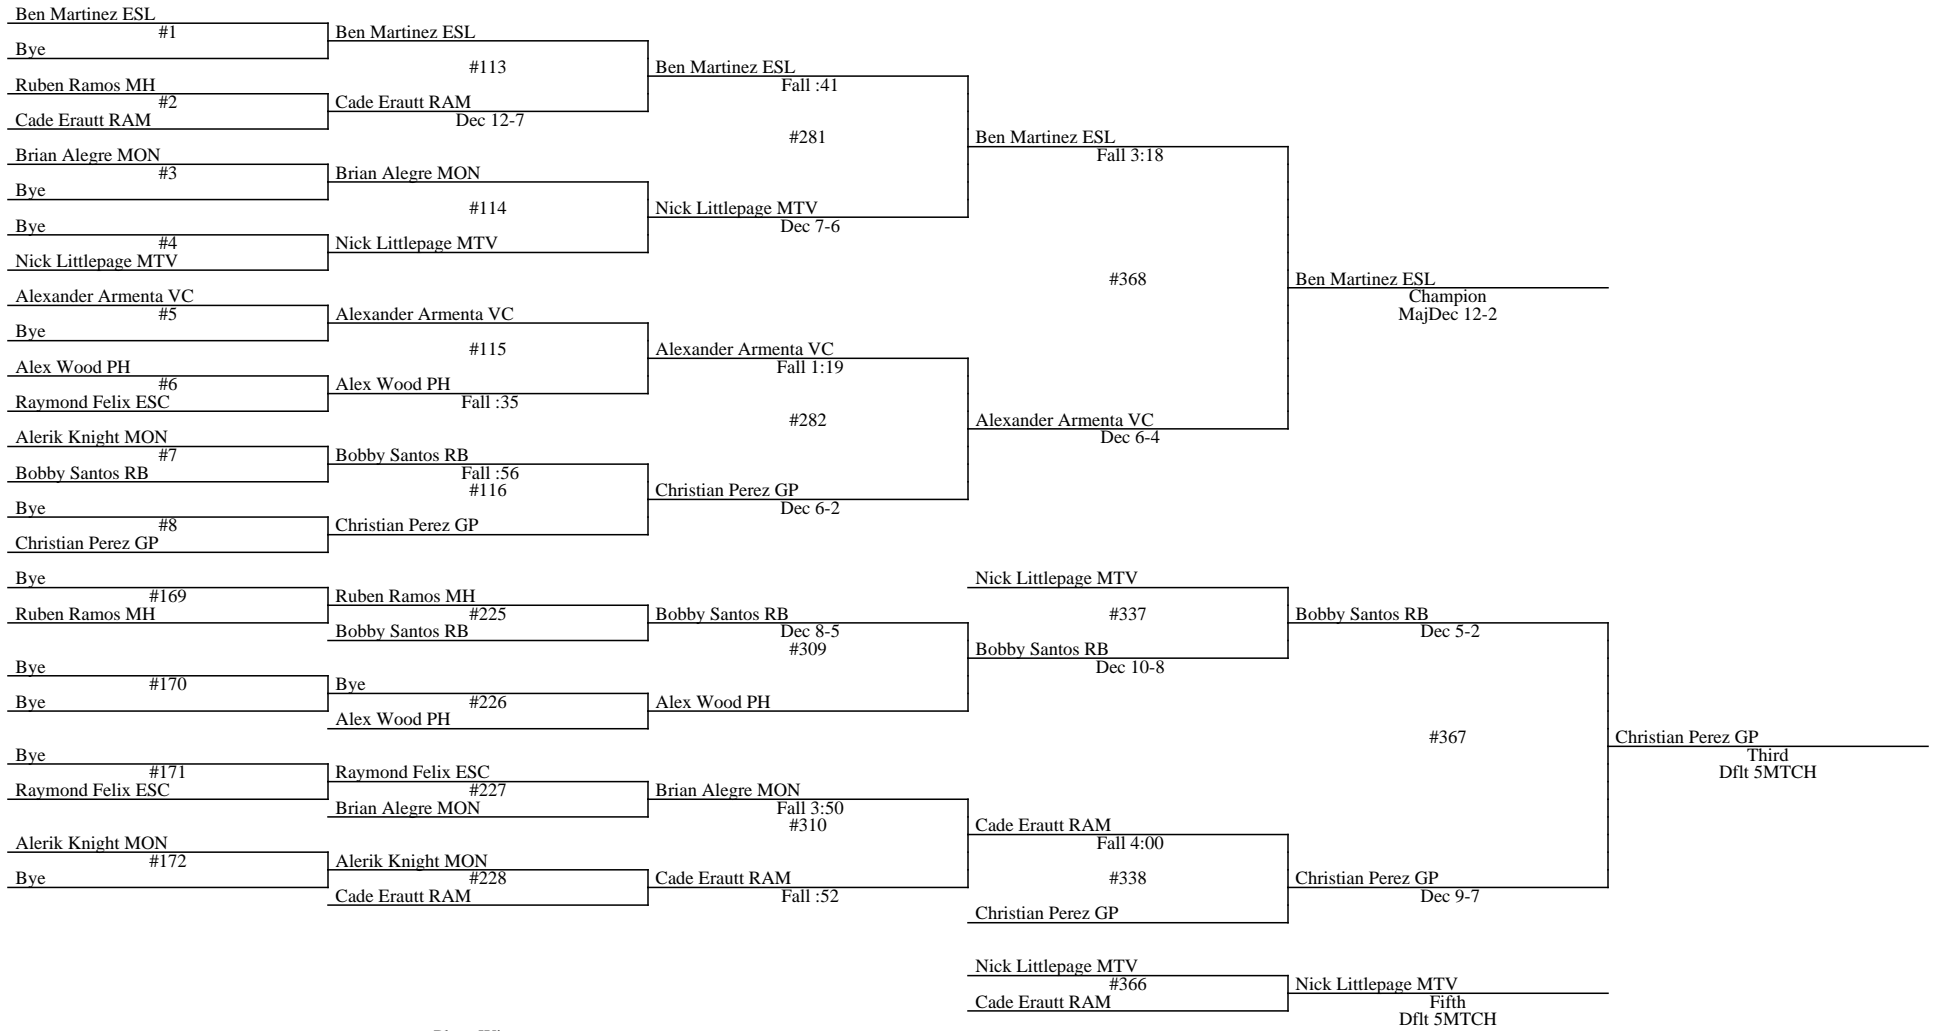 Ben Martinez ESL
#1
Bye
Ruben Ramos MH
#2
Cade Erautt RAM
Brian Alegre MON
#3
Bye
Bye
#4
Nick Littlepage MTV
Alexander Armenta VC
#5
Bye
Alex Wood PH
#6
Raymond Felix ESC
Alerik Knight MON
#7
Bobby Santos RB
Bye
#8
Christian Perez GP
Ben Martinez ESL
#113
Cade Erautt RAM
Dec 12-7
Brian Alegre MON
#114
Nick Littlepage MTV
Alexander Armenta VC
#115
Alex Wood PH
Fall :35
Bobby Santos RB
Fall :56
#116
Christian Perez GP
Ben Martinez ESL
Fall :41
#281
Nick Littlepage MTV
Dec 7-6
Alexander Armenta VC
Fall 1:19
#282
Christian Perez GP
Dec 6-2
Ben Martinez ESL
Fall 3:18
#368
Alexander Armenta VC
Dec 6-4
Ben Martinez ESL
Champion
MajDec 12-2
Bye
#169
Ruben Ramos MH
Bye
#170
Bye
Bye
#171
Raymond Felix ESC
Alerik Knight MON
#172
Bye
Ruben Ramos MH
#225
Bobby Santos RB
Bye
#226
Alex Wood PH
Raymond Felix ESC
#227
Brian Alegre MON
Alerik Knight MON
#228
Cade Erautt RAM
Bobby Santos RB
Dec 8-5
#309
Alex Wood PH
Brian Alegre MON
Fall 3:50
#310
Cade Erautt RAM
Fall :52
Nick Littlepage MTV
#337
Bobby Santos RB
Dec 10-8
Cade Erautt RAM
Fall 4:00
#338
Christian Perez GP
Bobby Santos RB
Dec 5-2
#367
Christian Perez GP
Dec 9-7
Christian Perez GP
Third
Dflt 5MTCH
Nick Littlepage MTV
#366
Cade Erautt RAM
Nick Littlepage MTV
Fifth
Dflt 5MTCH